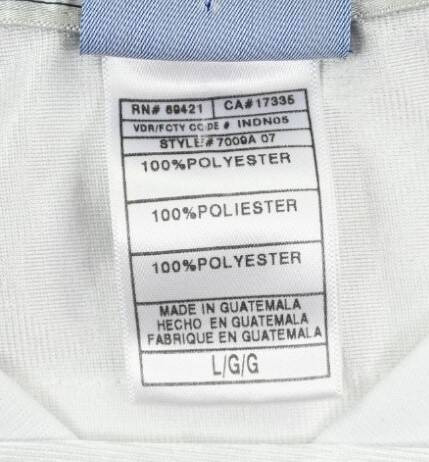 RN# 69421 CA#17335
VDR/FCTY CODE # INDN05
STYLE# 7009A 07
100%POLYESTER
100%POLIESTER
100%POLYESTER
MADE IN GUATEMALA
HECHO EN GUATEMALA
FABRIQUE EN GUATEMALA
L/G/G